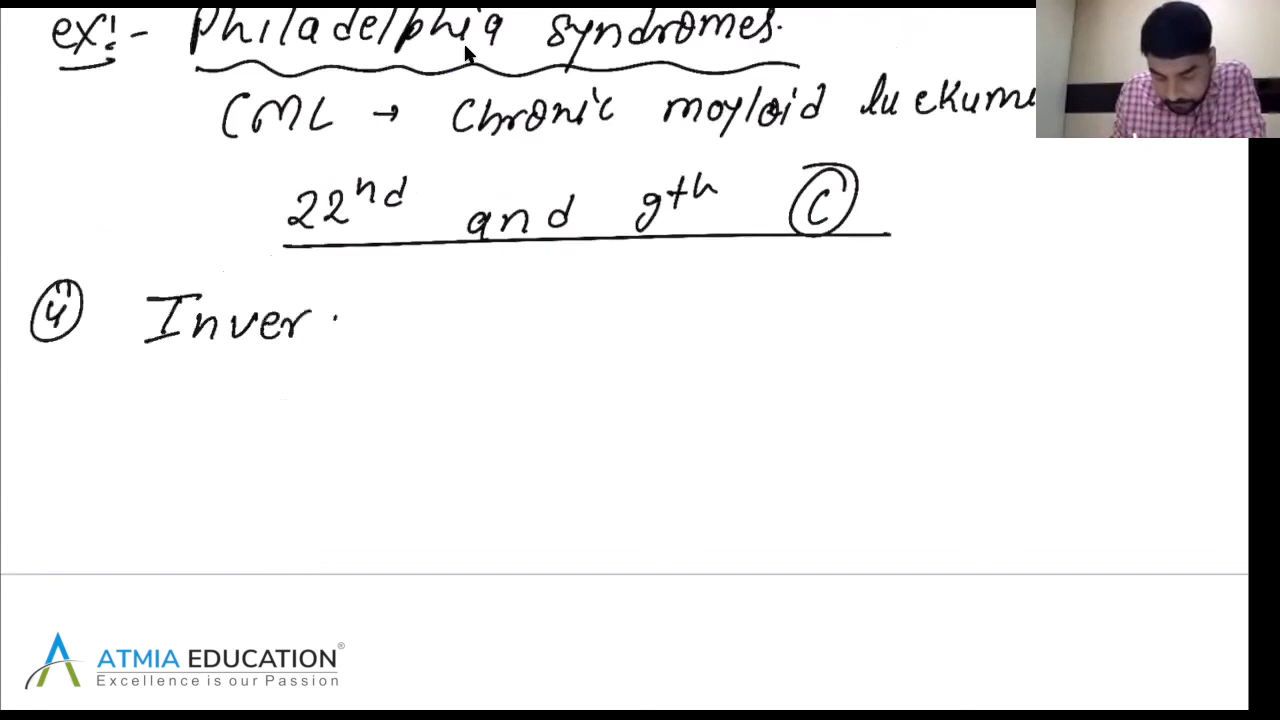 ex:- Philadelphia syndromes.
CML → Chronic moyloid luekume
22nd and 9th C
4 Inver
ATMIA EDUCATION®
Excellence is our Passion